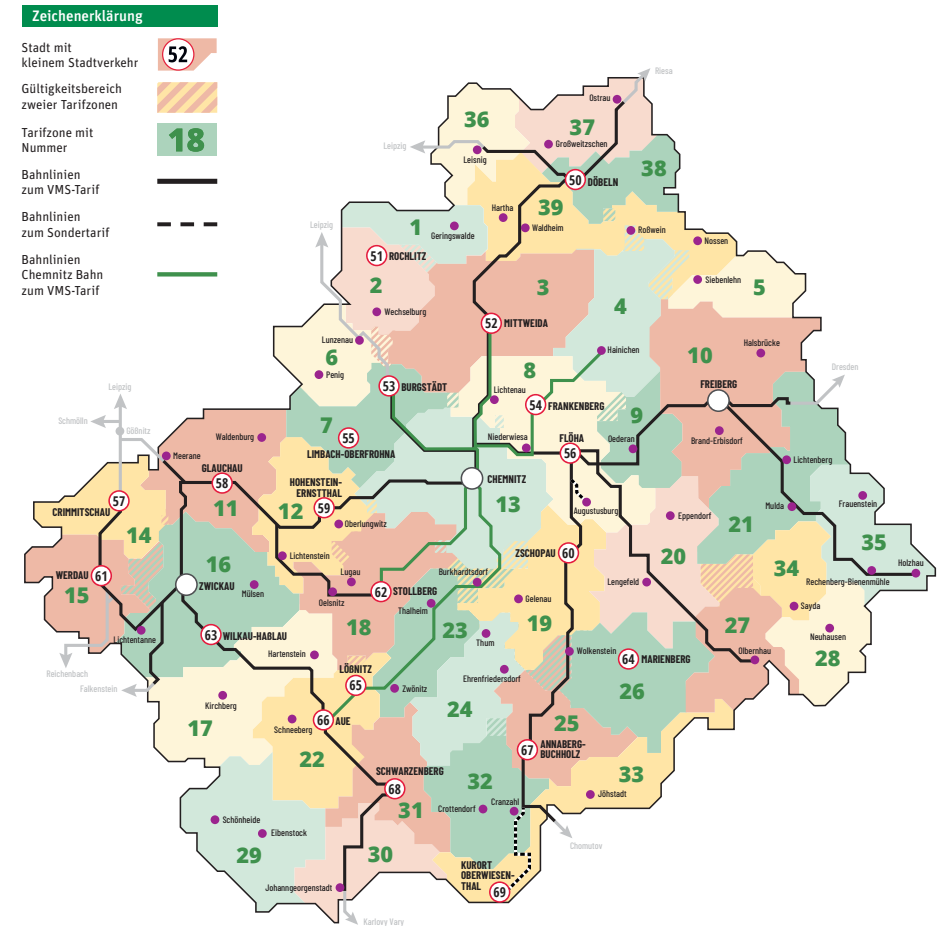 Zeichenerklärung
Stadt mit
kleinem Stadtverkehr
52
Gültigkeitsbereich
zweier Tarifzonen
Tarifzone mit
Nummer
18
Bahnlinien
zum VMS-Tarif
Bahnlinien
zum Sondertarif
Bahnlinien
Chemnitz Bahn
zum VMS-Tarif
Riesa
Ostrau
36
37
Großweitzschen
Leipzig
Leisnig
38
50 DÖBELN
Hartha
39
Waldheim
1
Geringswalde
Roßwein
Nossen
Leipzig
51 ROCHLITZ
2
3
Siebenlehn
5
4
Wechselburg
52 MITTWEIDA
Lunzenau
6
Penig
Hainichen
10
Halsbrücke
8
53 BURGSTÄDT
Lichtenau
54 FRANKENBERG
FREIBERG
Dresden
Leipzig
Schmölln
Gößnitz
7
55
LIMBACH-OBERFROHNA
Waldenburg
Niederwiesa
FLÖHA
56
9
Oederan
Brand-Erbisdorf
Meerane
GLAUCHAU
58
Lichtenberg
CHEMNITZ
HOHENSTEIN-
ERNSTTHAL
59
57
CRIMMITSCHAU
11
12
13
Augustusburg
Mulda
Frauenstein
Oberlungwitz
Eppendorf
21
14
16
Lichtenstein
ZSCHOPAU 60
20
35
WERDAU 61
15
ZWICKAU
Mülsen
Lugau
Burkhardtsdorf
34
Holzhau
Rechenberg-Bienenmühle
Oelsnitz
62 STOLLBERG
Lengefeld
Thalheim
Gelenau
Sayda
18
23
19
27
Lichtentanne
63 WILKAU-HAßLAU
Thum
Neuhausen
28
Hartenstein
Wolkenstein
64 MARIENBERG
Olbernhau
Reichenbach
LÖßNITZ
65
Ehrenfriedersdorf
Falkenstein
Zwönitz
26
Kirchberg
24
17
Schneeberg
66 AUE
25
22
67 ANNABERG-
BUCHHOLZ
SCHWARZENBERG
68
32
33
31
Cranzahl
Jöhstadt
Crottendorf
Schönheide
Eibenstock
29
Chomutov
30
KURORT
OBERWIESEN-
THAL
69
Johanngeorgenstadt
Karlovy Vary